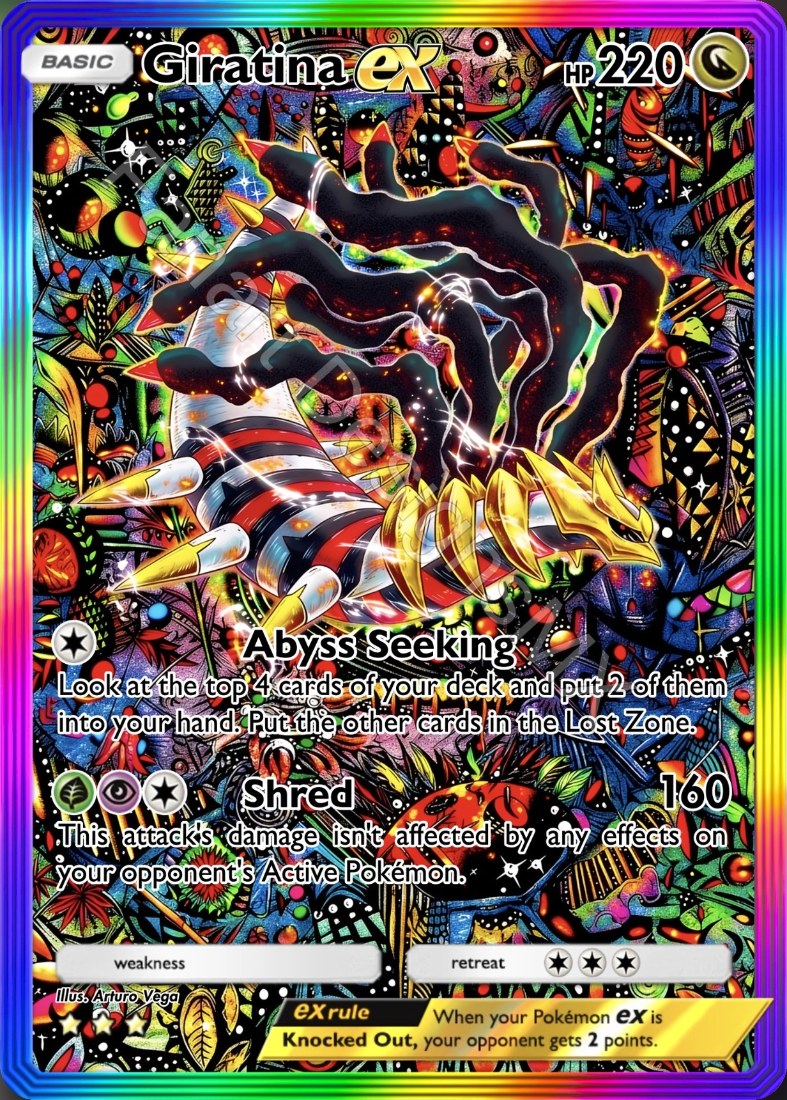 BASIC Giratina ex HP 220
Abyss Seeking
Look at the top 4 cards of your deck and put 2 of them
into your hand. Put the other cards in the Lost Zone.
Shred 160
This attack's damage isn't affected by any effects on
your opponent's Active Pokémon.
weakness retreat
Illus. Arturo Vega
ex rule When your Pokémon ex is
Knocked Out, your opponent gets 2 points.